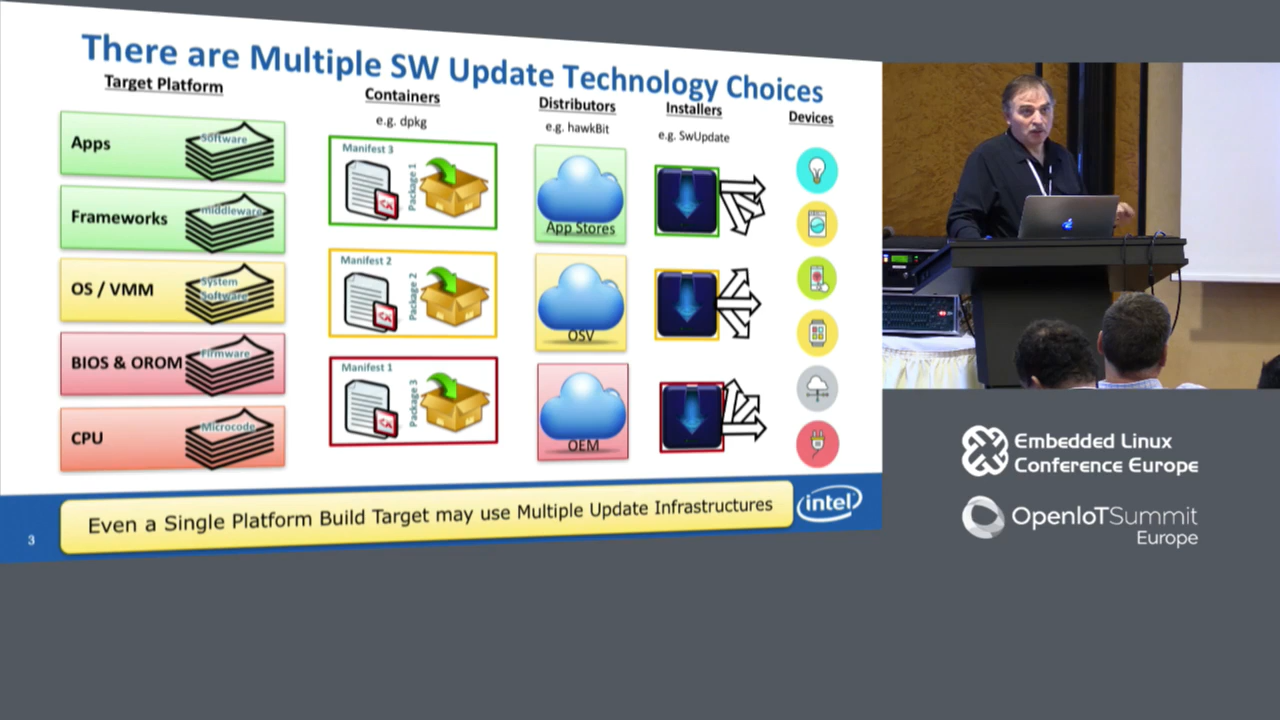 There are Multiple SW Update Technology Choices
Target Platform
Containers
e.g. dpkg
Distributors
e.g. hawkBit
Installers
e.g. SwUpdate
Devices
Apps
Software
Frameworks
middleware
OS / VMM
System
Software
BIOS & OROM
Firmware
CPU
Microcode
Manifest 3
Package 1
Manifest 2
Package 2
Manifest 1
Package 3
App Stores
OSV
OEM
Even a Single Platform Build Target may use Multiple Update Infrastructures
intel
3
Embedded Linux
Conference Europe
OpenIoTSummit
Europe